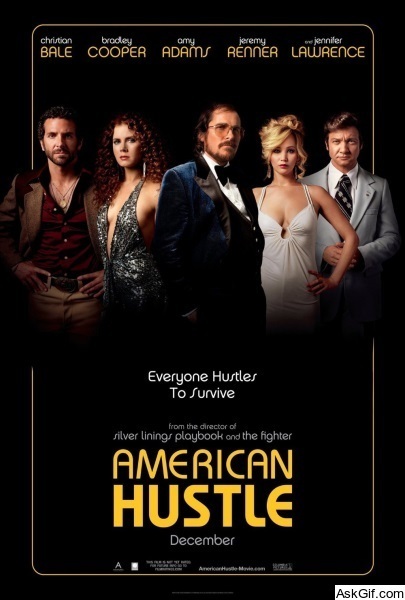 christian BALE
bradley COOPER
amy ADAMS
jeremy RENNER
and jennifer LAWRENCE
Everyone Hustles
To Survive
from the director of
silver linings playbook and the fighter
AMERICAN
HUSTLE
December
AmericanHustle-Movie.com
AskGif.com